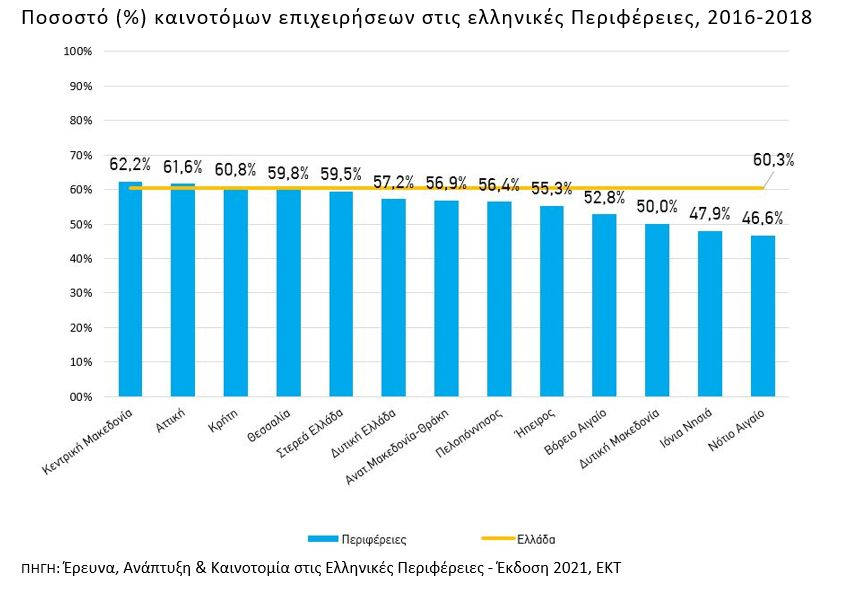 Ποσοστό (%) καινοτόμων επιχειρήσεων στις ελληνικές Περιφέρειες, 2016-2018
100%
90%
80%
70%
60%
50%
40%
30%
20%
10%
00%
62,2%
61,6%
60,8%
59,8%
59,5%
57,2%
56,9%
56,4%
55,3%
52,8%
50,0%
47,9%
46,6%
60,3%
Κεντρική Μακεδονία
Αττική
Κρήτη
Θεσσαλία
Στερεά Ελλάδα
Δυτική Ελλάδα
Ανατ.Μακεδονία-Θράκη
Πελοπόννησος
Ήπειρος
Βόρειο Αιγαίο
Δυτική Μακεδονία
Ιόνια Νησιά
Νότιο Αιγαίο
Περιφέρειες
Ελλάδα
ΠΗΓΗ: Έρευνα, Ανάπτυξη & Καινοτομία στις Ελληνικές Περιφέρειες - Έκδοση 2021, ΕΚΤ